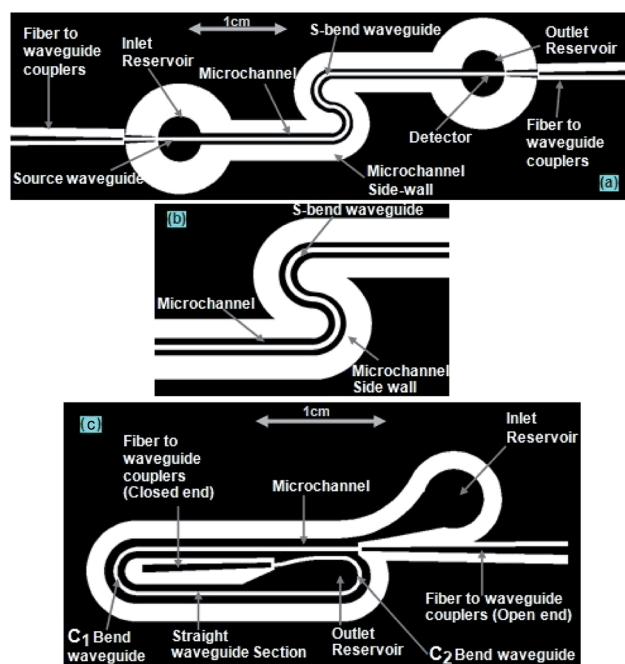 1cm
S-bend waveguide
Fiber to
waveguide
couplers
Inlet
Reservoir
Microchannel
Outlet
Reservoir
Source waveguide
Detector
Fiber to
waveguide
couplers
Microchannel
Side-wall
(a)
(b)
S-bend waveguide
Microchannel
Microchannel
Side wall
(c)
1cm
Fiber to
waveguide
couplers
(Closed end)
Microchannel
Inlet
Reservoir
C1 Bend
waveguide
Straight
waveguide Section
Outlet
Reservoir
Fiber to waveguide
couplers (Open end)
C2 Bend waveguide